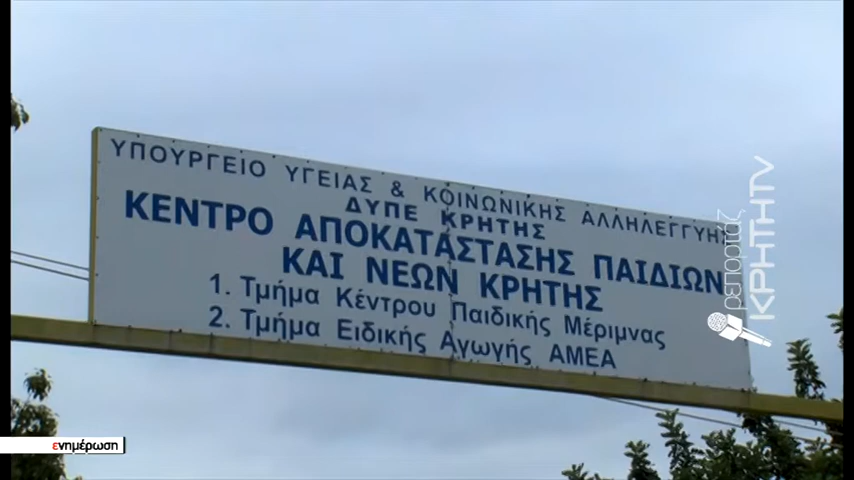 ΥΠΟΥΡΓΕΙΟ ΥΓΕΙΑΣ & ΚΟΙΝΩΝΙΚΗΣ ΑΛΛΗΛΕΓΓΥΗΣ
ΔΥΠΕ ΚΡΗΤΗΣ
ΚΕΝΤΡΟ ΑΠΟΚΑΤΑΣΤΑΣΗΣ ΠΑΙΔΙΩΝ
ΚΑΙ ΝΕΩΝ ΚΡΗΤΗΣ
1. Τμήμα Κέντρου Παιδικής Μέριμνας
2. Τμήμα Ειδικής Αγωγής ΑΜΕΑ
ρεπορτάζ
ΚΡΗΤΗTV
ενημέρωση